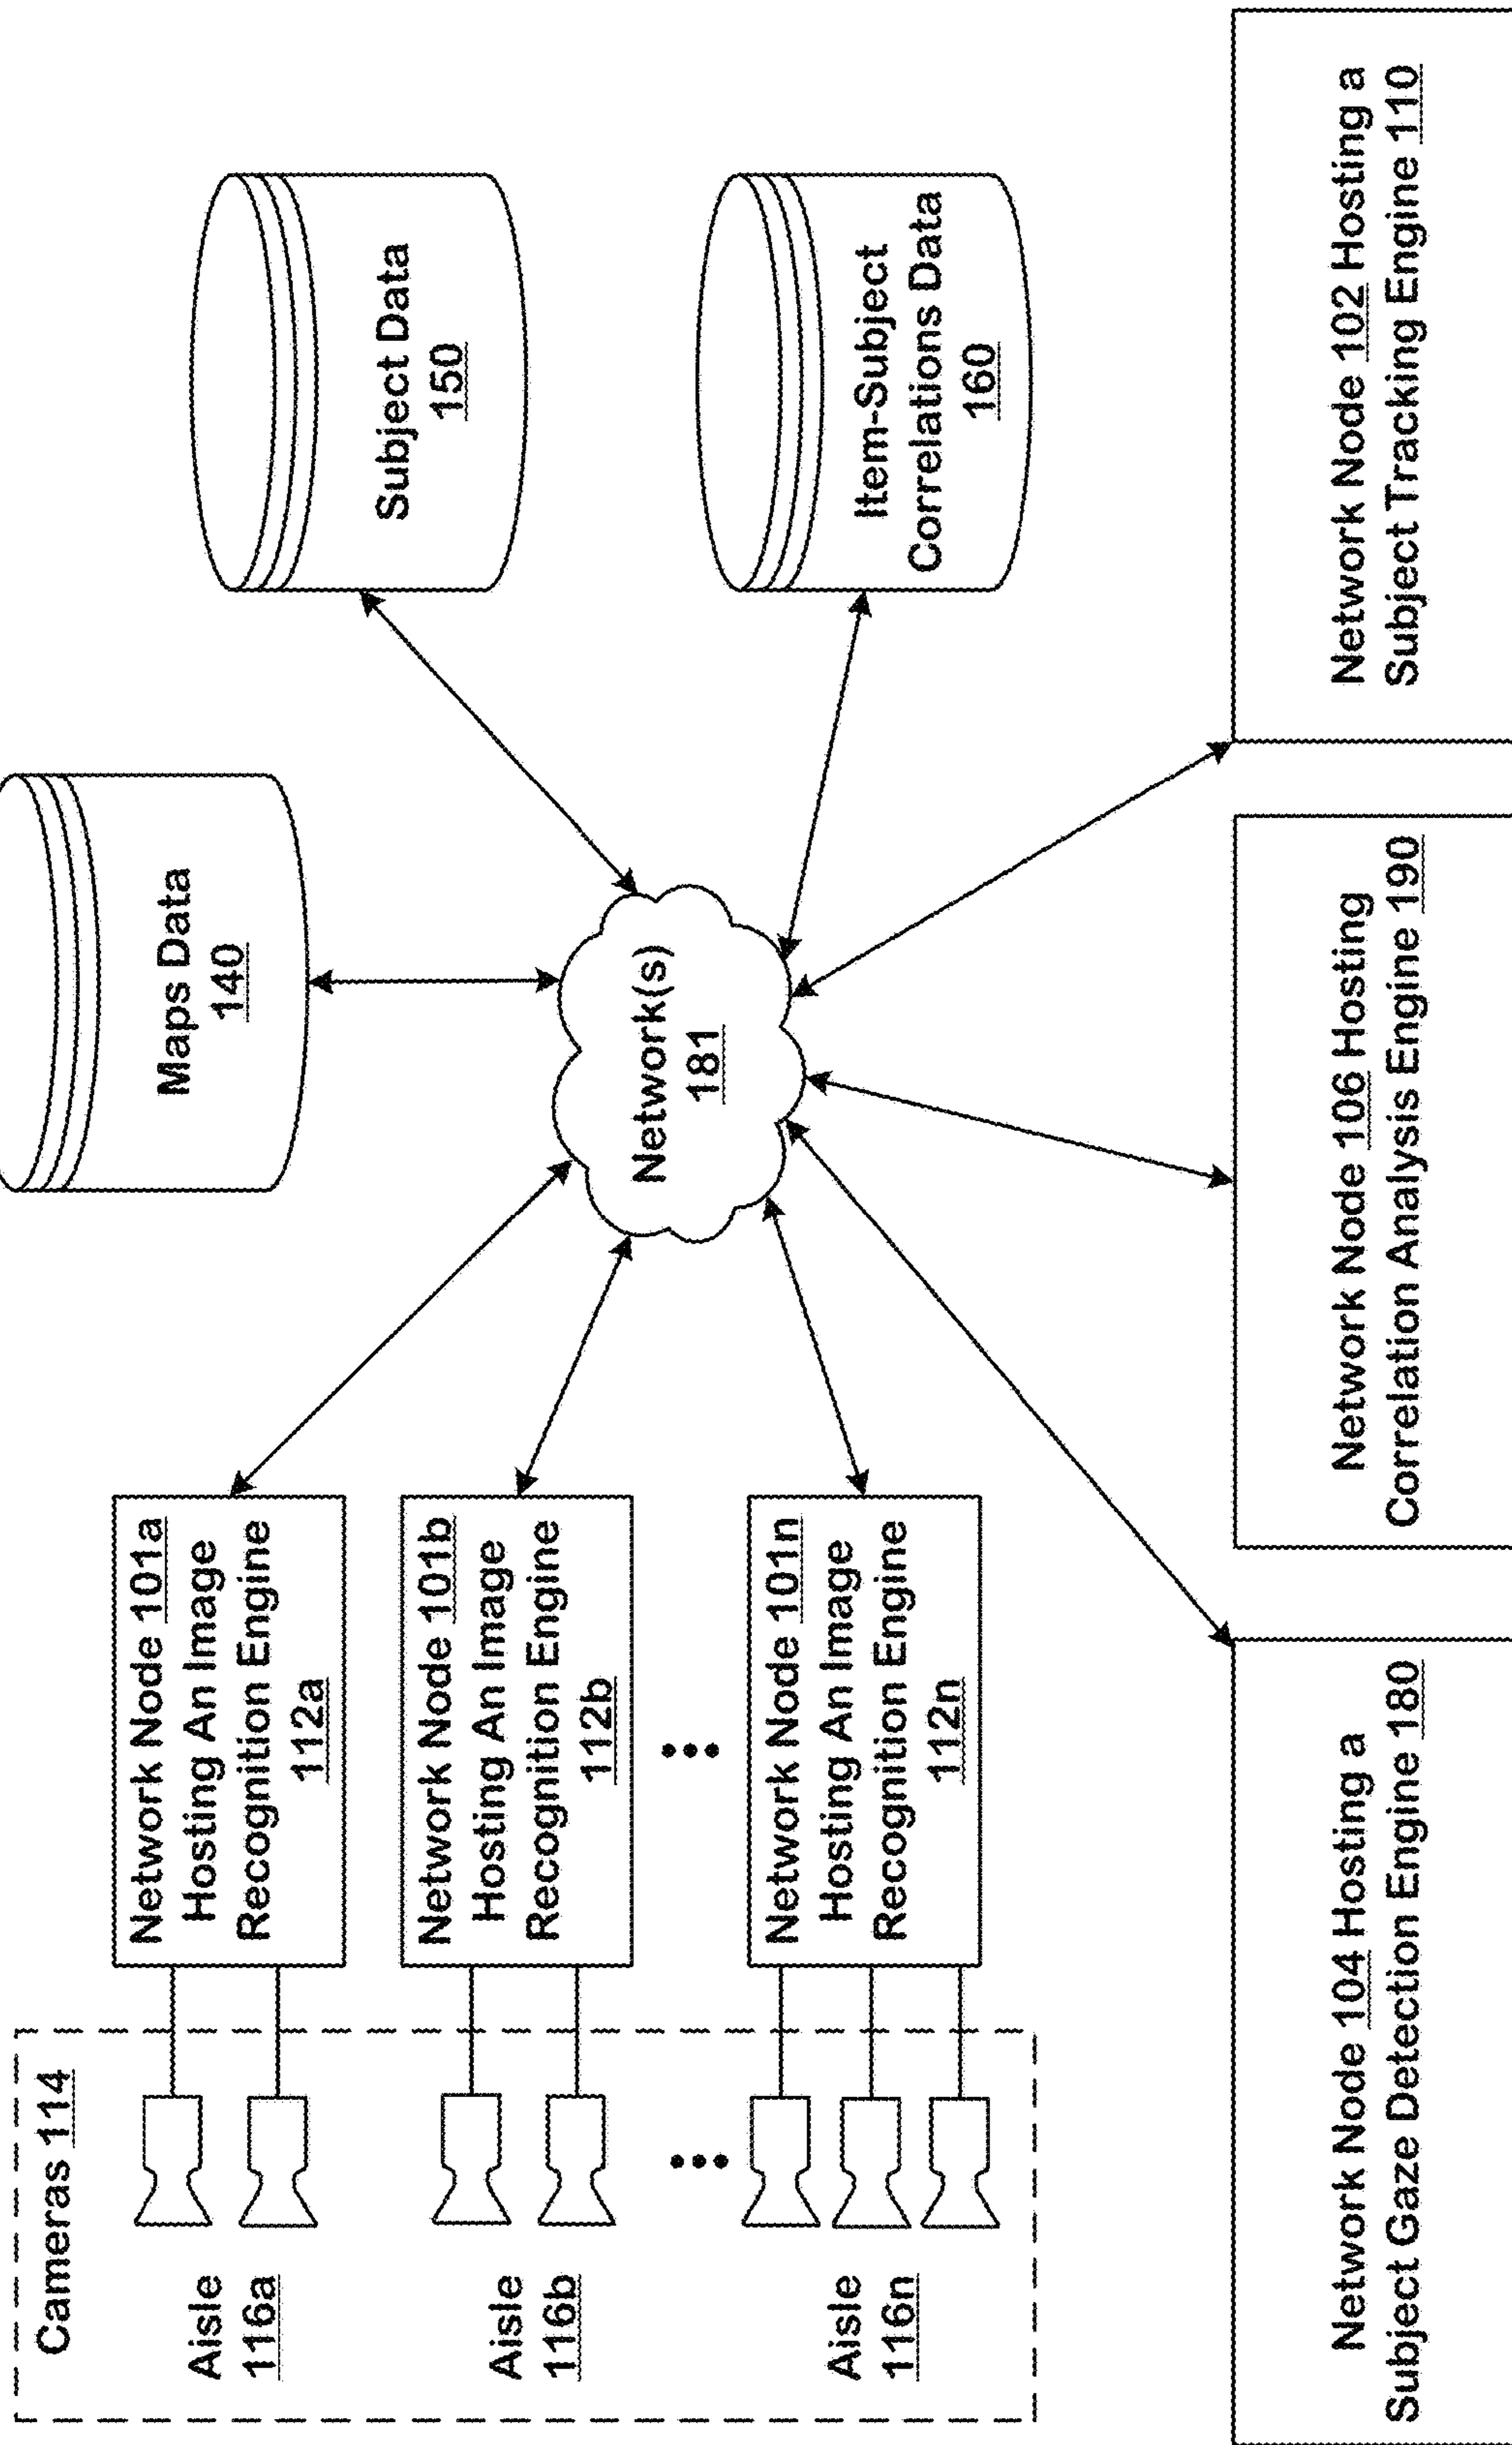 Cameras 114
Aisle
116a
Aisle
116b
Aisle
116n
Network Node 101a
Hosting An Image
Recognition Engine
112a
Network Node 101b
Hosting An Image
Recognition Engine
112b
Network Node 101n
Hosting An Image
Recognition Engine
112n
Maps Data
140
Subject Data
150
Item-Subject
Correlations Data
160
Network(s)
181
Network Node 104 Hosting a
Subject Gaze Detection Engine 180
Network Node 106 Hosting
Correlation Analysis Engine 190
Network Node 102 Hosting a
Subject Tracking Engine 110